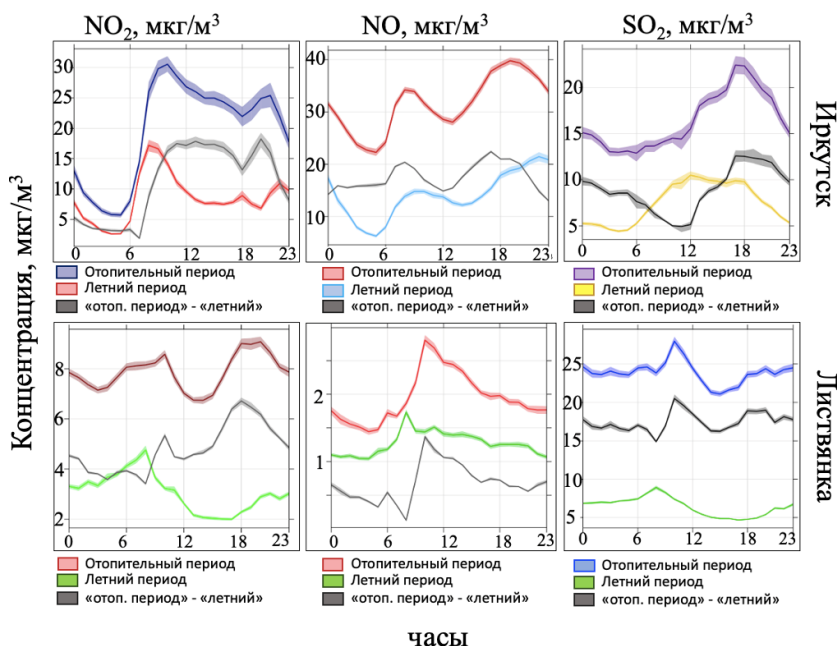 NO₂, мкг/м³ NO, мкг/м³ SO₂, мкг/м³
Концентрация, мкг/м³
30
25
20
15
10
5
0 6 12 18 23
40
30
20
10
0 6 12 18 23
20
15
10
5
0 6 12 18 23
Иркутск
Отопительный период
Летний период
«отоп. период» - «летний»
Отопительный период
Летний период
«отоп. период» - «летний»
Отопительный период
Летний период
«отоп. период» - «летний»
8
6
4
2
0 6 12 18 23
2
1
0 6 12 18 23
25
20
15
10
5
0 6 12 18 23
Листвянка
Отопительный период
Летний период
«отоп. период» - «летний»
Отопительный период
Летний период
«отоп. период» - «летний»
Отопительный период
Летний период
«отоп. период» - «летний»
часы